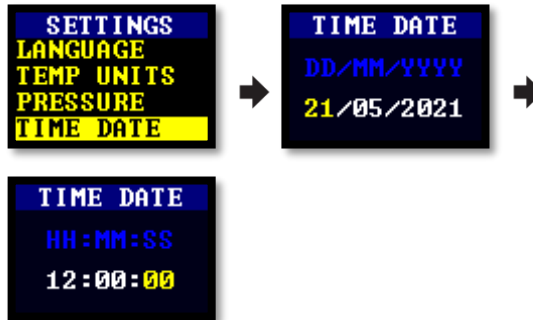 SETTINGS
LANGUAGE
TEMP UNITS
PRESSURE
TIME DATE
TIME DATE
DD/MM/YYYY
21/05/2021
TIME DATE
HH:MM:SS
12:00:00